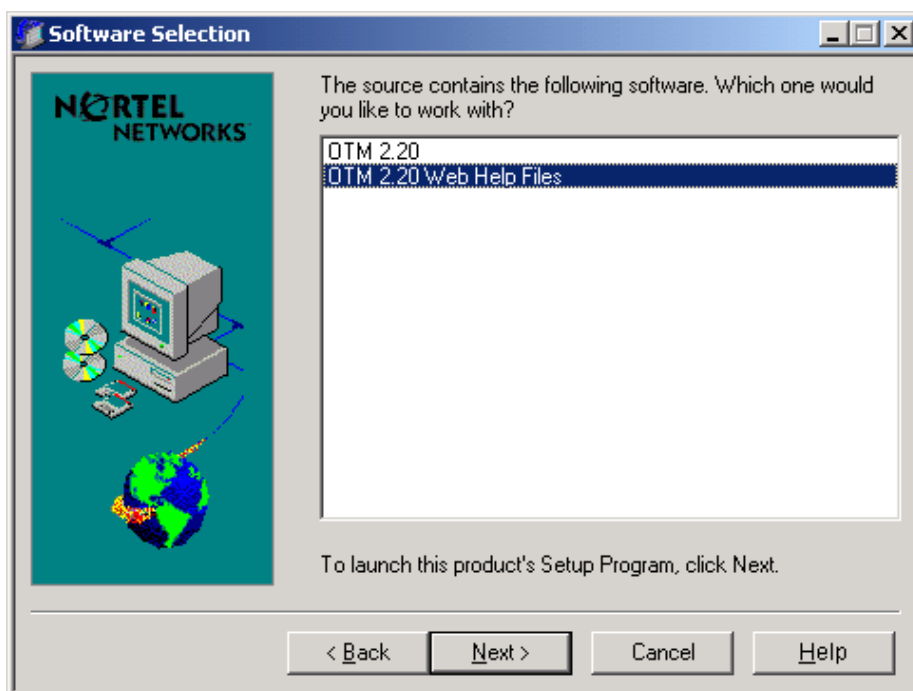 Software Selection
NORTEL
NETWORKS
The source contains the following software. Which one would
you like to work with?
OTM 2.20
OTM 2.20 Web Help Files
To launch this product's Setup Program, click Next.
< Back
Next >
Cancel
Help